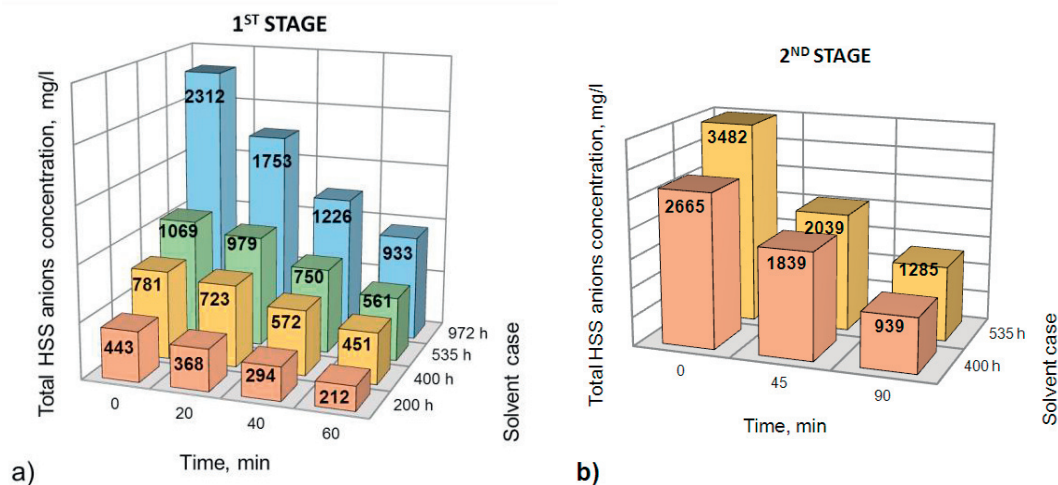 1ST STAGE
Total HSS anions concentration, mg/l
2312
1753
1226
933
1069
979
750
561
781
723
572
451
443
368
294
212
0
20
40
60
972 h
535 h
400 h
200 h
Time, min
Solvent case
a)
2ND STAGE
Total HSS anions concentration, mg/l
3482
2039
1285
2665
1839
939
0
45
90
535 h
400 h
Time, min
Solvent case
b)